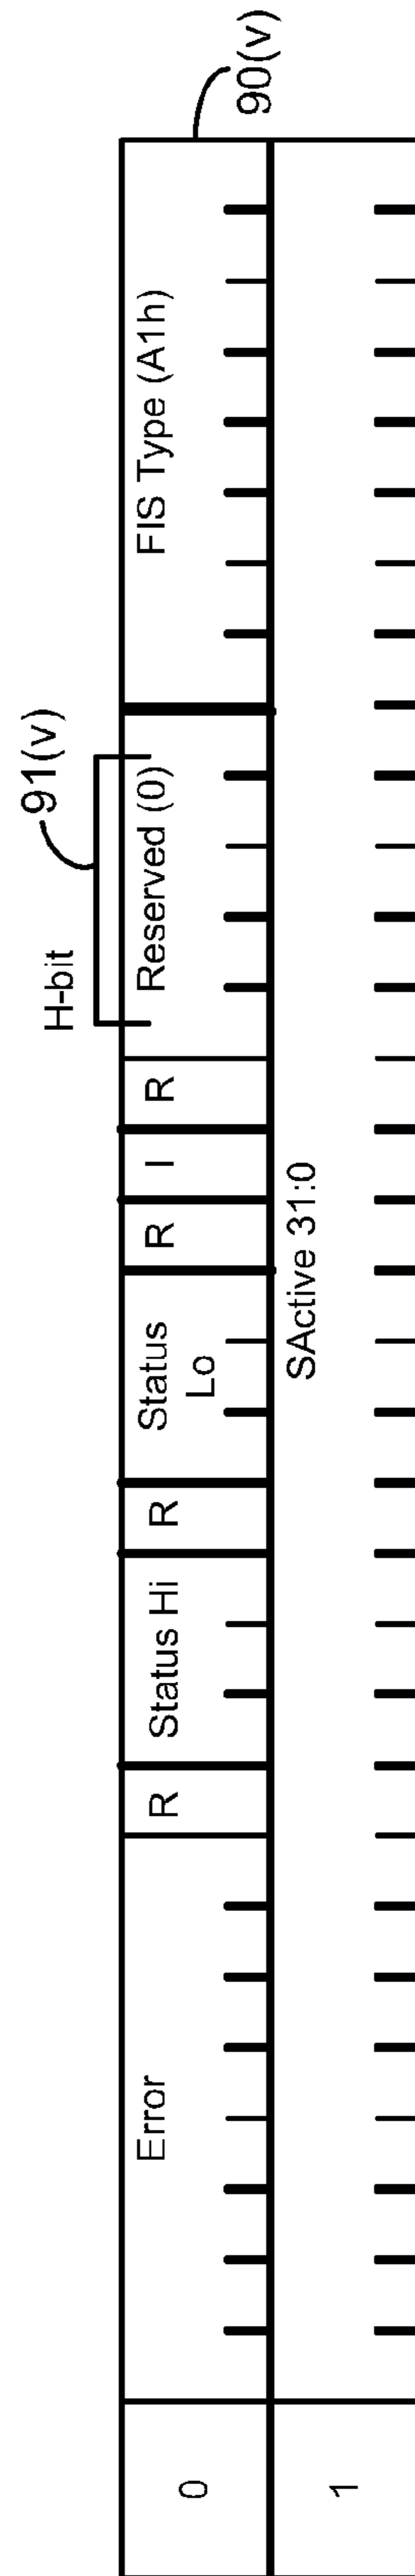 91(v)
H-bit
90(v)
0
Error
R
Status Hi
R
Status
Lo
R
I
R
Reserved (0)
FIS Type (A1h)
1
SActive 31:0